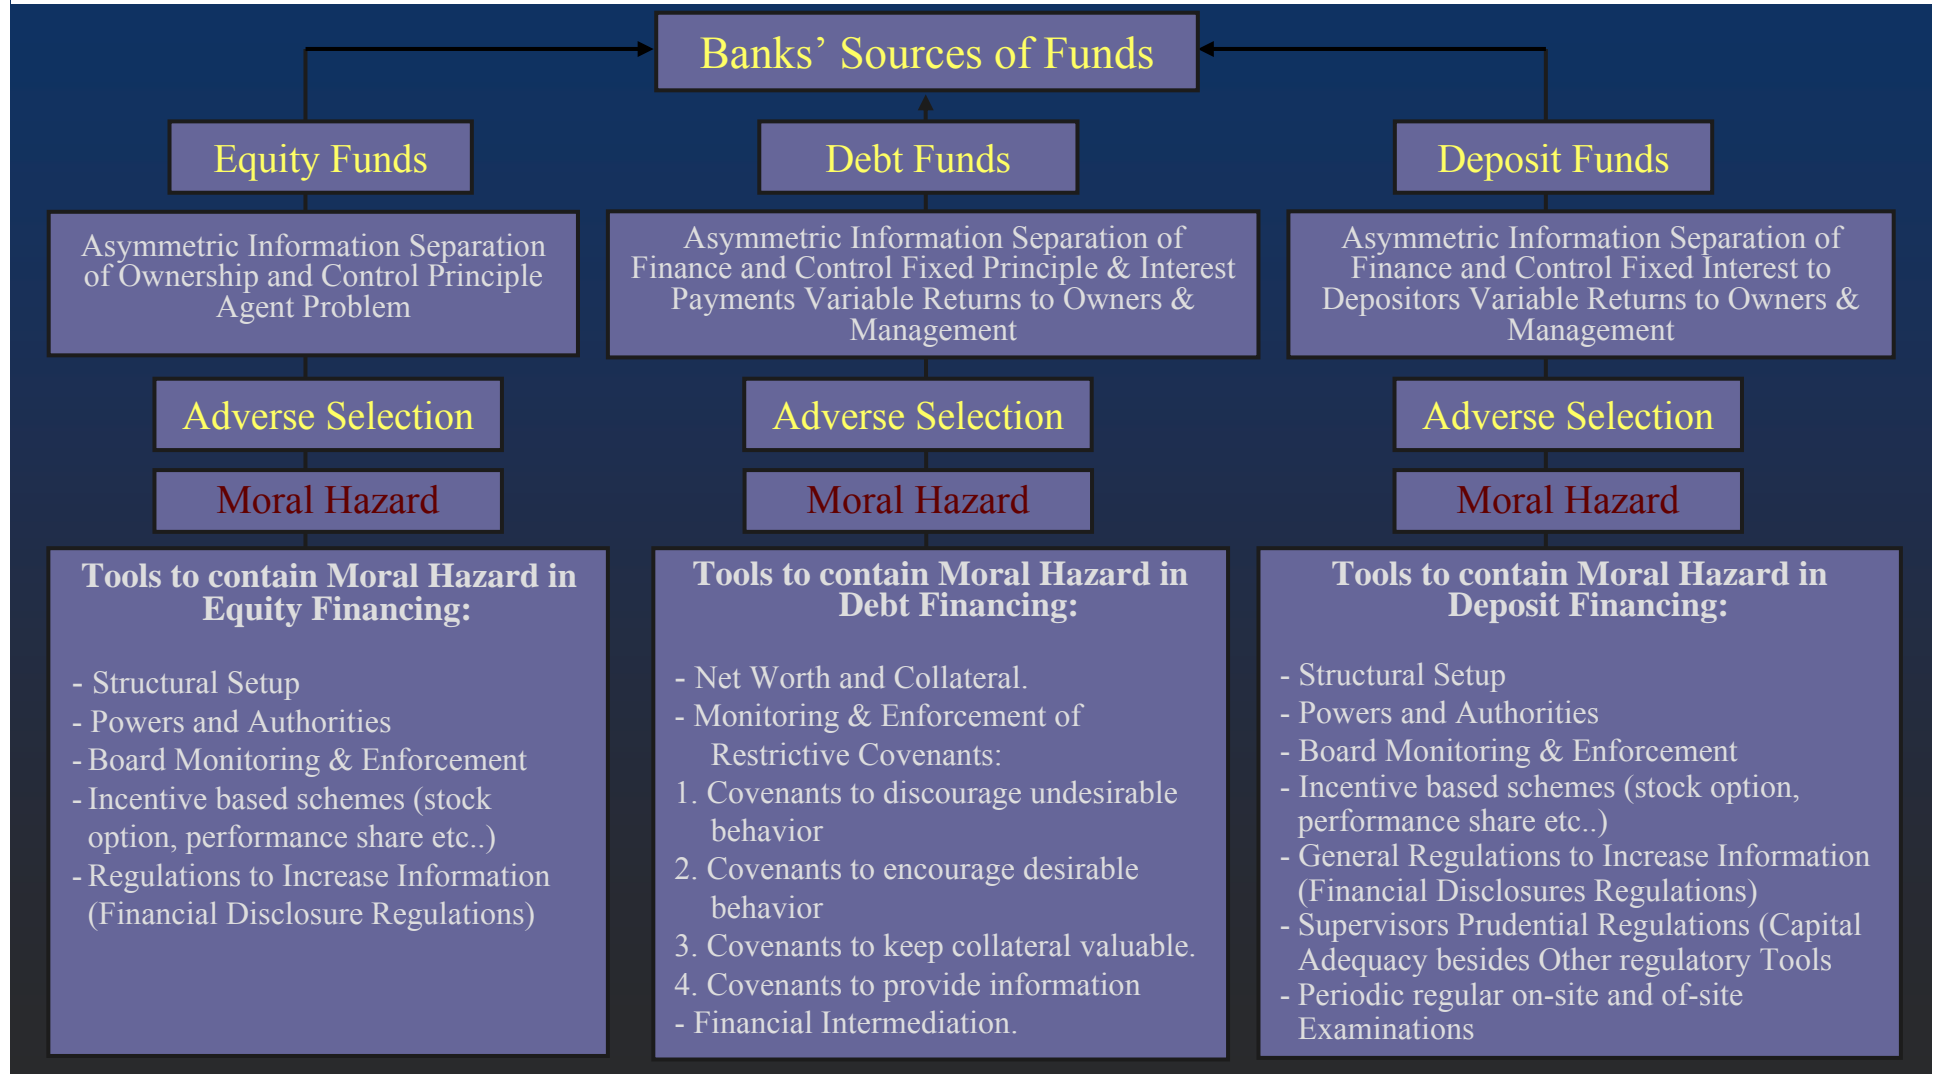 Banks’ Sources of Funds
Equity Funds
Asymmetric Information Separation
of Ownership and Control Principle
Agent Problem
Adverse Selection
Moral Hazard
Tools to contain Moral Hazard in
Equity Financing:
- Structural Setup
- Powers and Authorities
- Board Monitoring & Enforcement
- Incentive based schemes (stock
option, performance share etc..)
- Regulations to Increase Information
(Financial Disclosure Regulations)
Debt Funds
Asymmetric Information Separation of
Finance and Control Fixed Principle & Interest
Payments Variable Returns to Owners &
Management
Adverse Selection
Moral Hazard
Tools to contain Moral Hazard in
Debt Financing:
- Net Worth and Collateral.
- Monitoring & Enforcement of
Restrictive Covenants:
1. Covenants to discourage undesirable
behavior
2. Covenants to encourage desirable
behavior
3. Covenants to keep collateral valuable.
4. Covenants to provide information
- Financial Intermediation.
Deposit Funds
Asymmetric Information Separation of
Finance and Control Fixed Interest to
Depositors Variable Returns to Owners &
Management
Adverse Selection
Moral Hazard
Tools to contain Moral Hazard in
Deposit Financing:
- Structural Setup
- Powers and Authorities
- Board Monitoring & Enforcement
- Incentive based schemes (stock option,
performance share etc..)
- General Regulations to Increase Information
(Financial Disclosures Regulations)
- Supervisors Prudential Regulations (Capital
Adequacy besides Other regulatory Tools
- Periodic regular on-site and of-site
Examinations